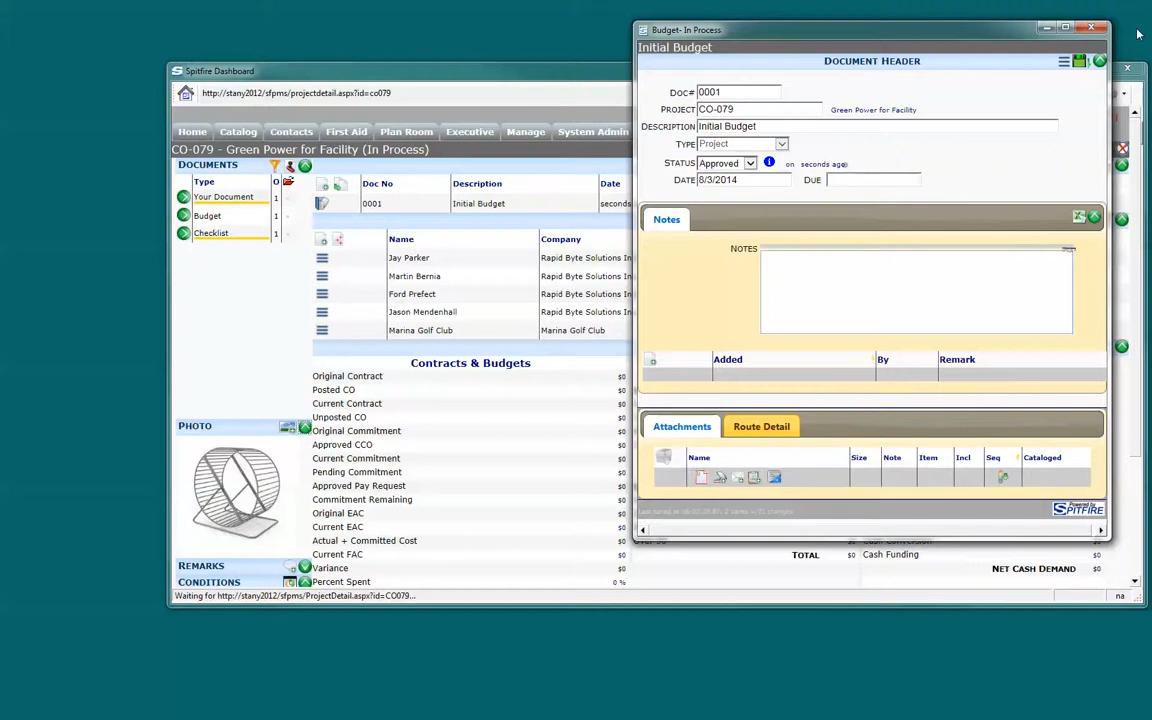 Budget- In Process
Initial Budget
DOCUMENT HEADER
DOC# 0001
PROJECT CO-079 Green Power for Facility
DESCRIPTION Initial Budget
TYPE Project
STATUS Approved on seconds ago
DATE 8/3/2014 DUE
Notes
NOTES
Added By Remark
Attachments Route Detail
Name Size Note Item Incl Seq Cataloged
Powered by
SPITFIRE
Spitfire Dashboard
http://stany2012/sfpms/projectdetail.aspx?id=co079
Home Catalog Contacts First Aid Plan Room Executive Manage System Admin
CO-079 - Green Power for Facility (In Process)
DOCUMENTS
Type O
Your Document 1
Budget 1
Checklist 1
Doc No Description Date
0001 Initial Budget seconds
Name Company
Jay Parker Rapid Byte Solutions In
Martin Bernia Rapid Byte Solutions In
Ford Prefect Rapid Byte Solutions In
Jason Mendenhall Rapid Byte Solutions In
Marina Golf Club Marina Golf Club
Contracts & Budgets
Original Contract $0
Posted CO $0
Current Contract $0
Unposted CO $0
Original Commitment $0
Approved CCO $0
Current Commitment $0
Pending Commitment $0
Approved Pay Request $0
Commitment Remaining $0
Original EAC $0
Current EAC $0
Actual + Committed Cost $0
Current FAC $0
Variance $0
Percent Spent 0 %
TOTAL $0
Cash Funding $0
NET CASH DEMAND $0
PHOTO
REMARKS
CONDITIONS
Waiting for http://stany2012/sfpms/ProjectDetail.aspx?id=CO079...
na